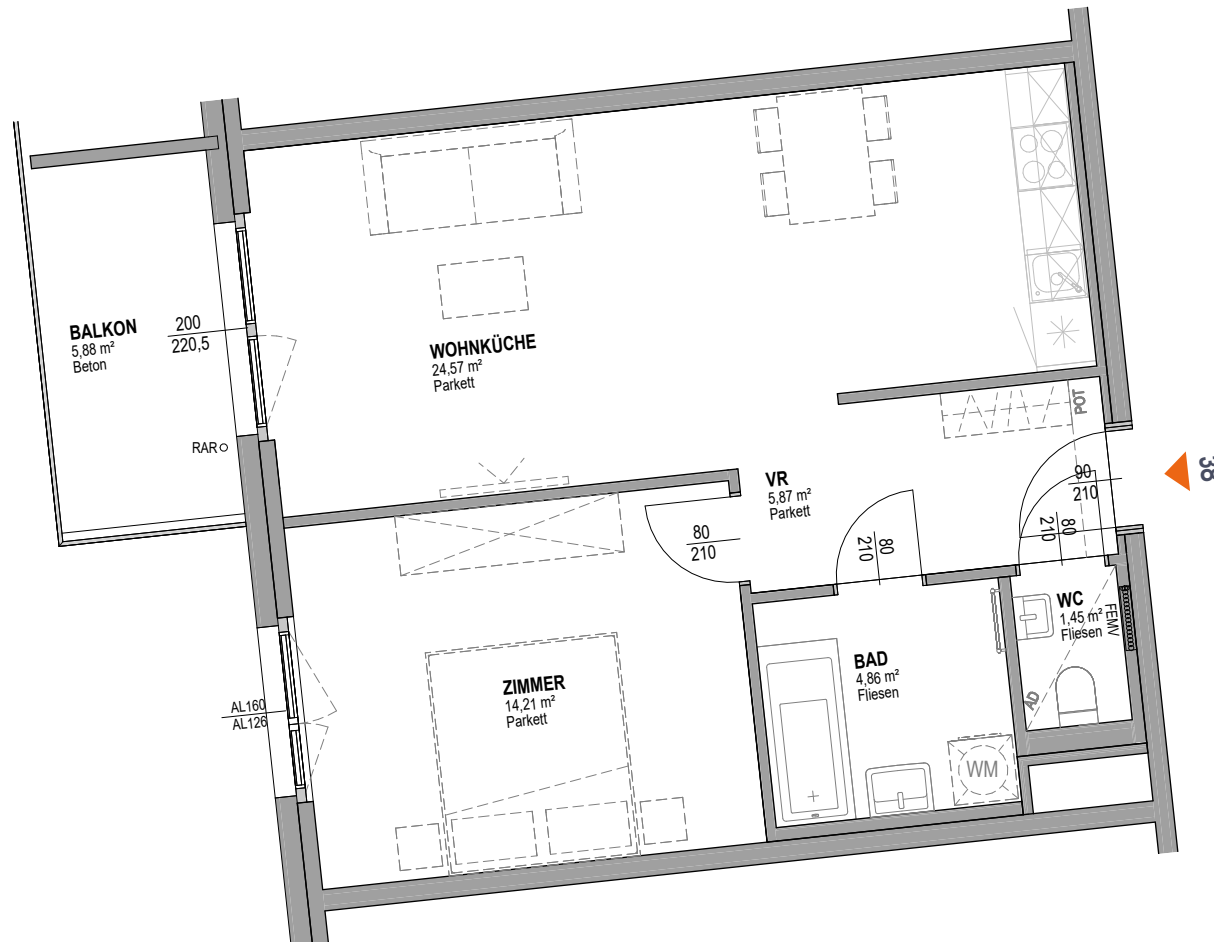 BALKON
5,88 m²
Beton
200
220,5
RAR
WOHNKÜCHE
24,57 m²
Parkett
VR
5,87 m²
Parkett
POT
90
210
38
80
210
80
210
80
210
WC
1,45 m²
Fliesen
FEMV
AD
BAD
4,86 m²
Fliesen
WM
ZIMMER
14,21 m²
Parkett
AL160
AL126